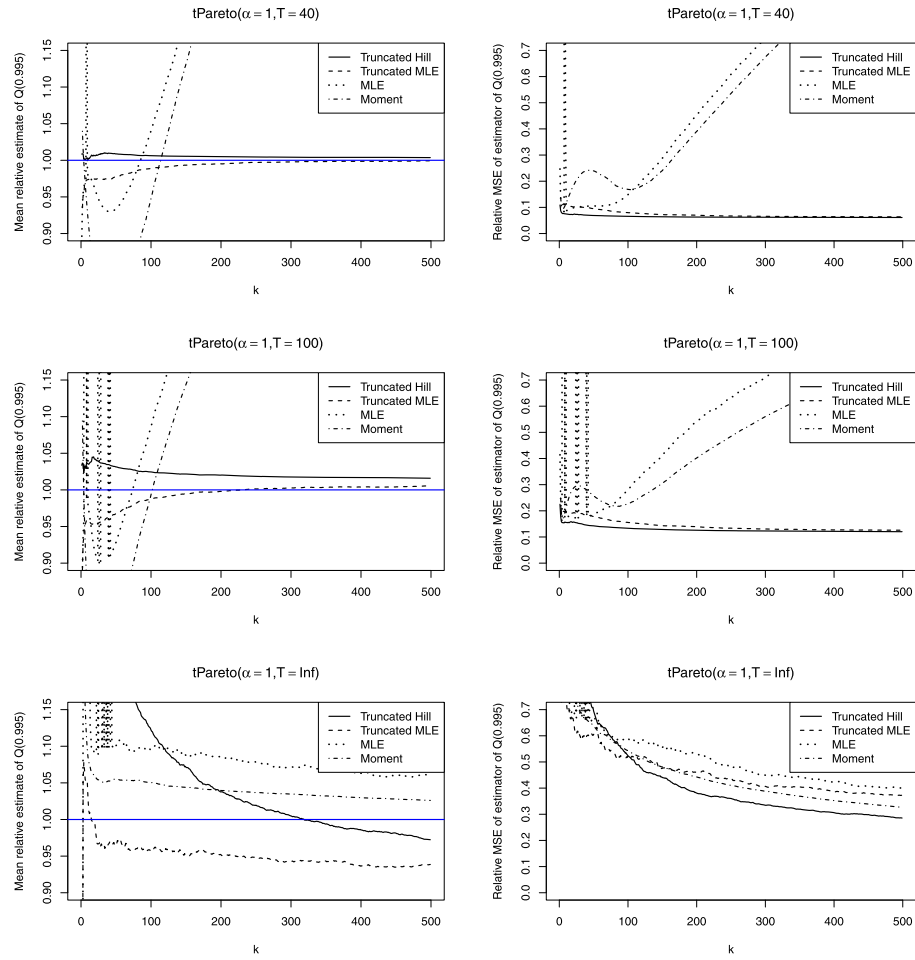 tPareto(α = 1,T = 40)
Mean relative estimate of Q(0.995)
1.15
1.10
1.05
1.00
0.95
0.90
Truncated Hill
Truncated MLE
MLE
Moment
0 100 200 300 400 500
k
tPareto(α = 1,T = 40)
Relative MSE of estimator of Q(0.995)
0.7
0.6
0.5
0.4
0.3
0.2
0.1
0.0
Truncated Hill
Truncated MLE
MLE
Moment
0 100 200 300 400 500
k
tPareto(α = 1,T = 100)
Mean relative estimate of Q(0.995)
1.15
1.10
1.05
1.00
0.95
0.90
Truncated Hill
Truncated MLE
MLE
Moment
0 100 200 300 400 500
k
tPareto(α = 1,T = 100)
Relative MSE of estimator of Q(0.995)
0.7
0.6
0.5
0.4
0.3
0.2
0.1
0.0
Truncated Hill
Truncated MLE
MLE
Moment
0 100 200 300 400 500
k
tPareto(α = 1,T = Inf)
Mean relative estimate of Q(0.995)
1.15
1.10
1.05
1.00
0.95
0.90
Truncated Hill
Truncated MLE
MLE
Moment
0 100 200 300 400 500
k
tPareto(α = 1,T = Inf)
Relative MSE of estimator of Q(0.995)
0.7
0.6
0.5
0.4
0.3
0.2
0.1
0.0
Truncated Hill
Truncated MLE
MLE
Moment
0 100 200 300 400 500
k